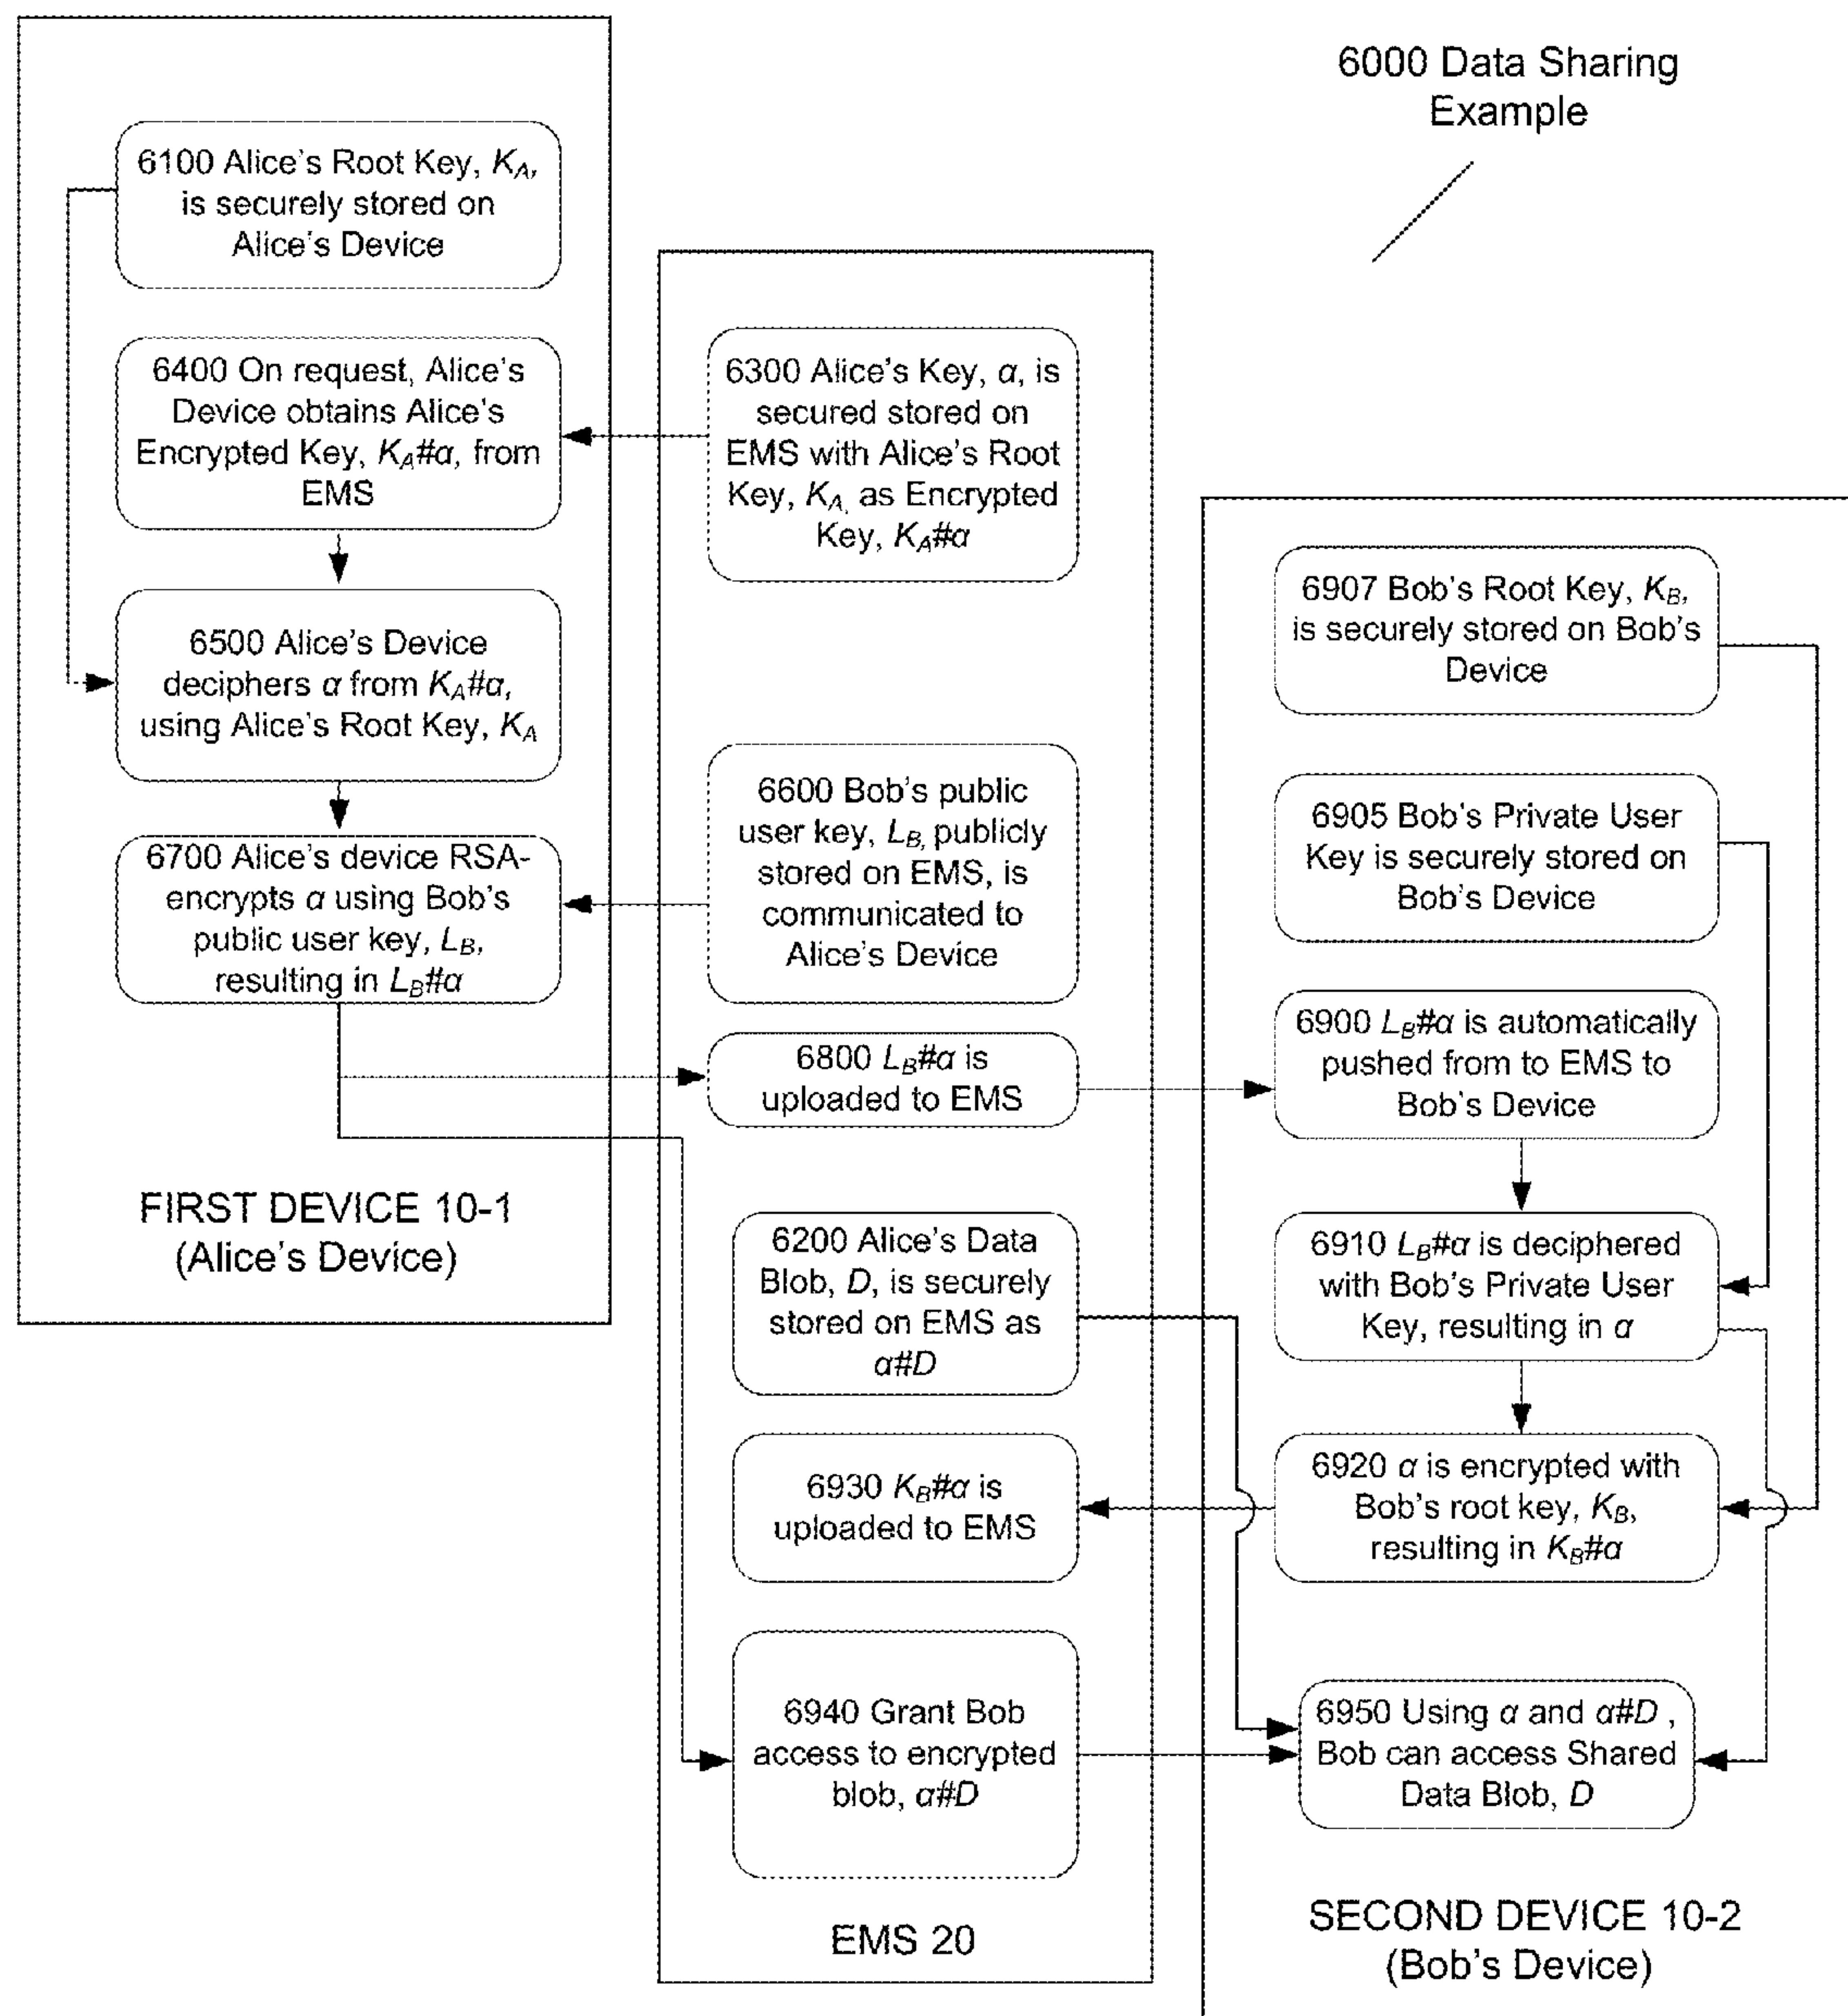 6000 Data Sharing
Example
6100 Alice's Root Key, K_A,
is securely stored on
Alice's Device
6400 On request, Alice's
Device obtains Alice's
Encrypted Key, K_A#α, from
EMS
6500 Alice's Device
deciphers α from K_A#α,
using Alice's Root Key, K_A
6700 Alice's device RSA-
encrypts α using Bob's
public user key, L_B,
resulting in L_B#α
FIRST DEVICE 10-1
(Alice's Device)
6300 Alice's Key, α, is
secured stored on
EMS with Alice's Root
Key, K_A, as Encrypted
Key, K_A#α
6600 Bob's public
user key, L_B, publicly
stored on EMS, is
communicated to
Alice's Device
6800 L_B#α is
uploaded to EMS
6200 Alice's Data
Blob, D, is securely
stored on EMS as
α#D
6930 K_B#α is
uploaded to EMS
6940 Grant Bob
access to encrypted
blob, α#D
EMS 20
6907 Bob's Root Key, K_B,
is securely stored on Bob's
Device
6905 Bob's Private User
Key is securely stored on
Bob's Device
6900 L_B#α is automatically
pushed from to EMS to
Bob's Device
6910 L_B#α is deciphered
with Bob's Private User
Key, resulting in α
6920 α is encrypted with
Bob's root key, K_B,
resulting in K_B#α
6950 Using α and α#D ,
Bob can access Shared
Data Blob, D
SECOND DEVICE 10-2
(Bob's Device)